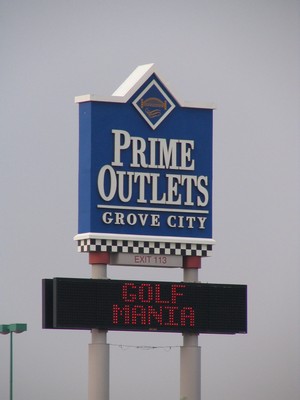 PRIME
OUTLETS
GROVE CITY
EXIT 113
GOLF
MANIA